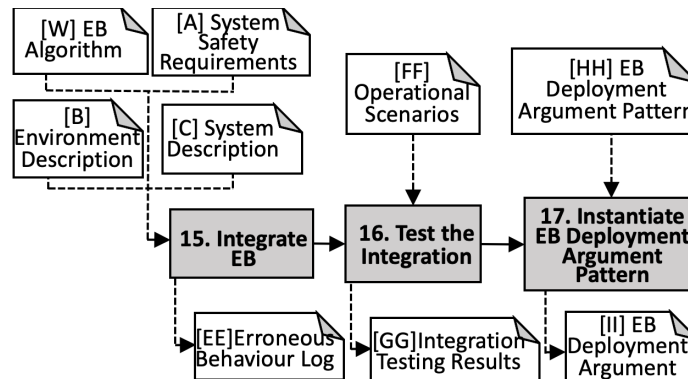 [W] EB
Algorithm
[A] System
Safety
Requirements
[B]
Environment
Description
[C] System
Description
[FF]
Operational
Scenarios
[HH] EB
Deployment
Argument Pattern
15. Integrate
EB
16. Test the
Integration
17. Instantiate
EB Deployment
Argument
Pattern
[EE]Erroneous
Behaviour Log
[GG]Integration
Testing Results
[II] EB
Deployment
Argument